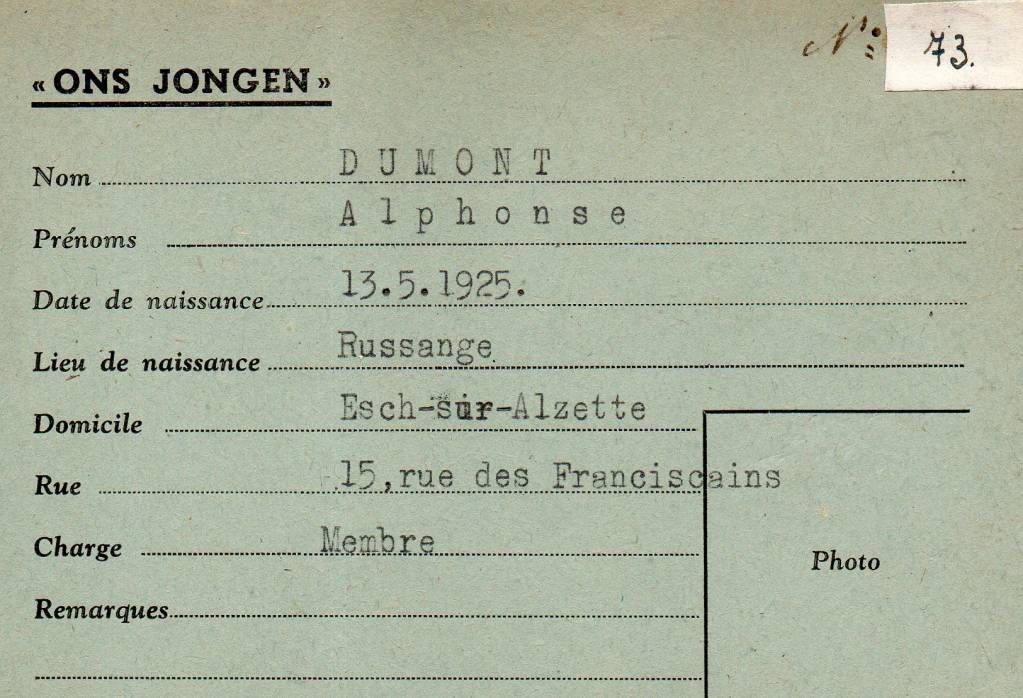 Nº: 73.
« ONS JONGEN »
Nom DUMONT
Prénoms Alphonse
Date de naissance 13.5.1925.
Lieu de naissance Russange
Domicile Esch-sur-Alzette
Rue 15,rue des Franciscains
Charge Membre
Photo
Remarques